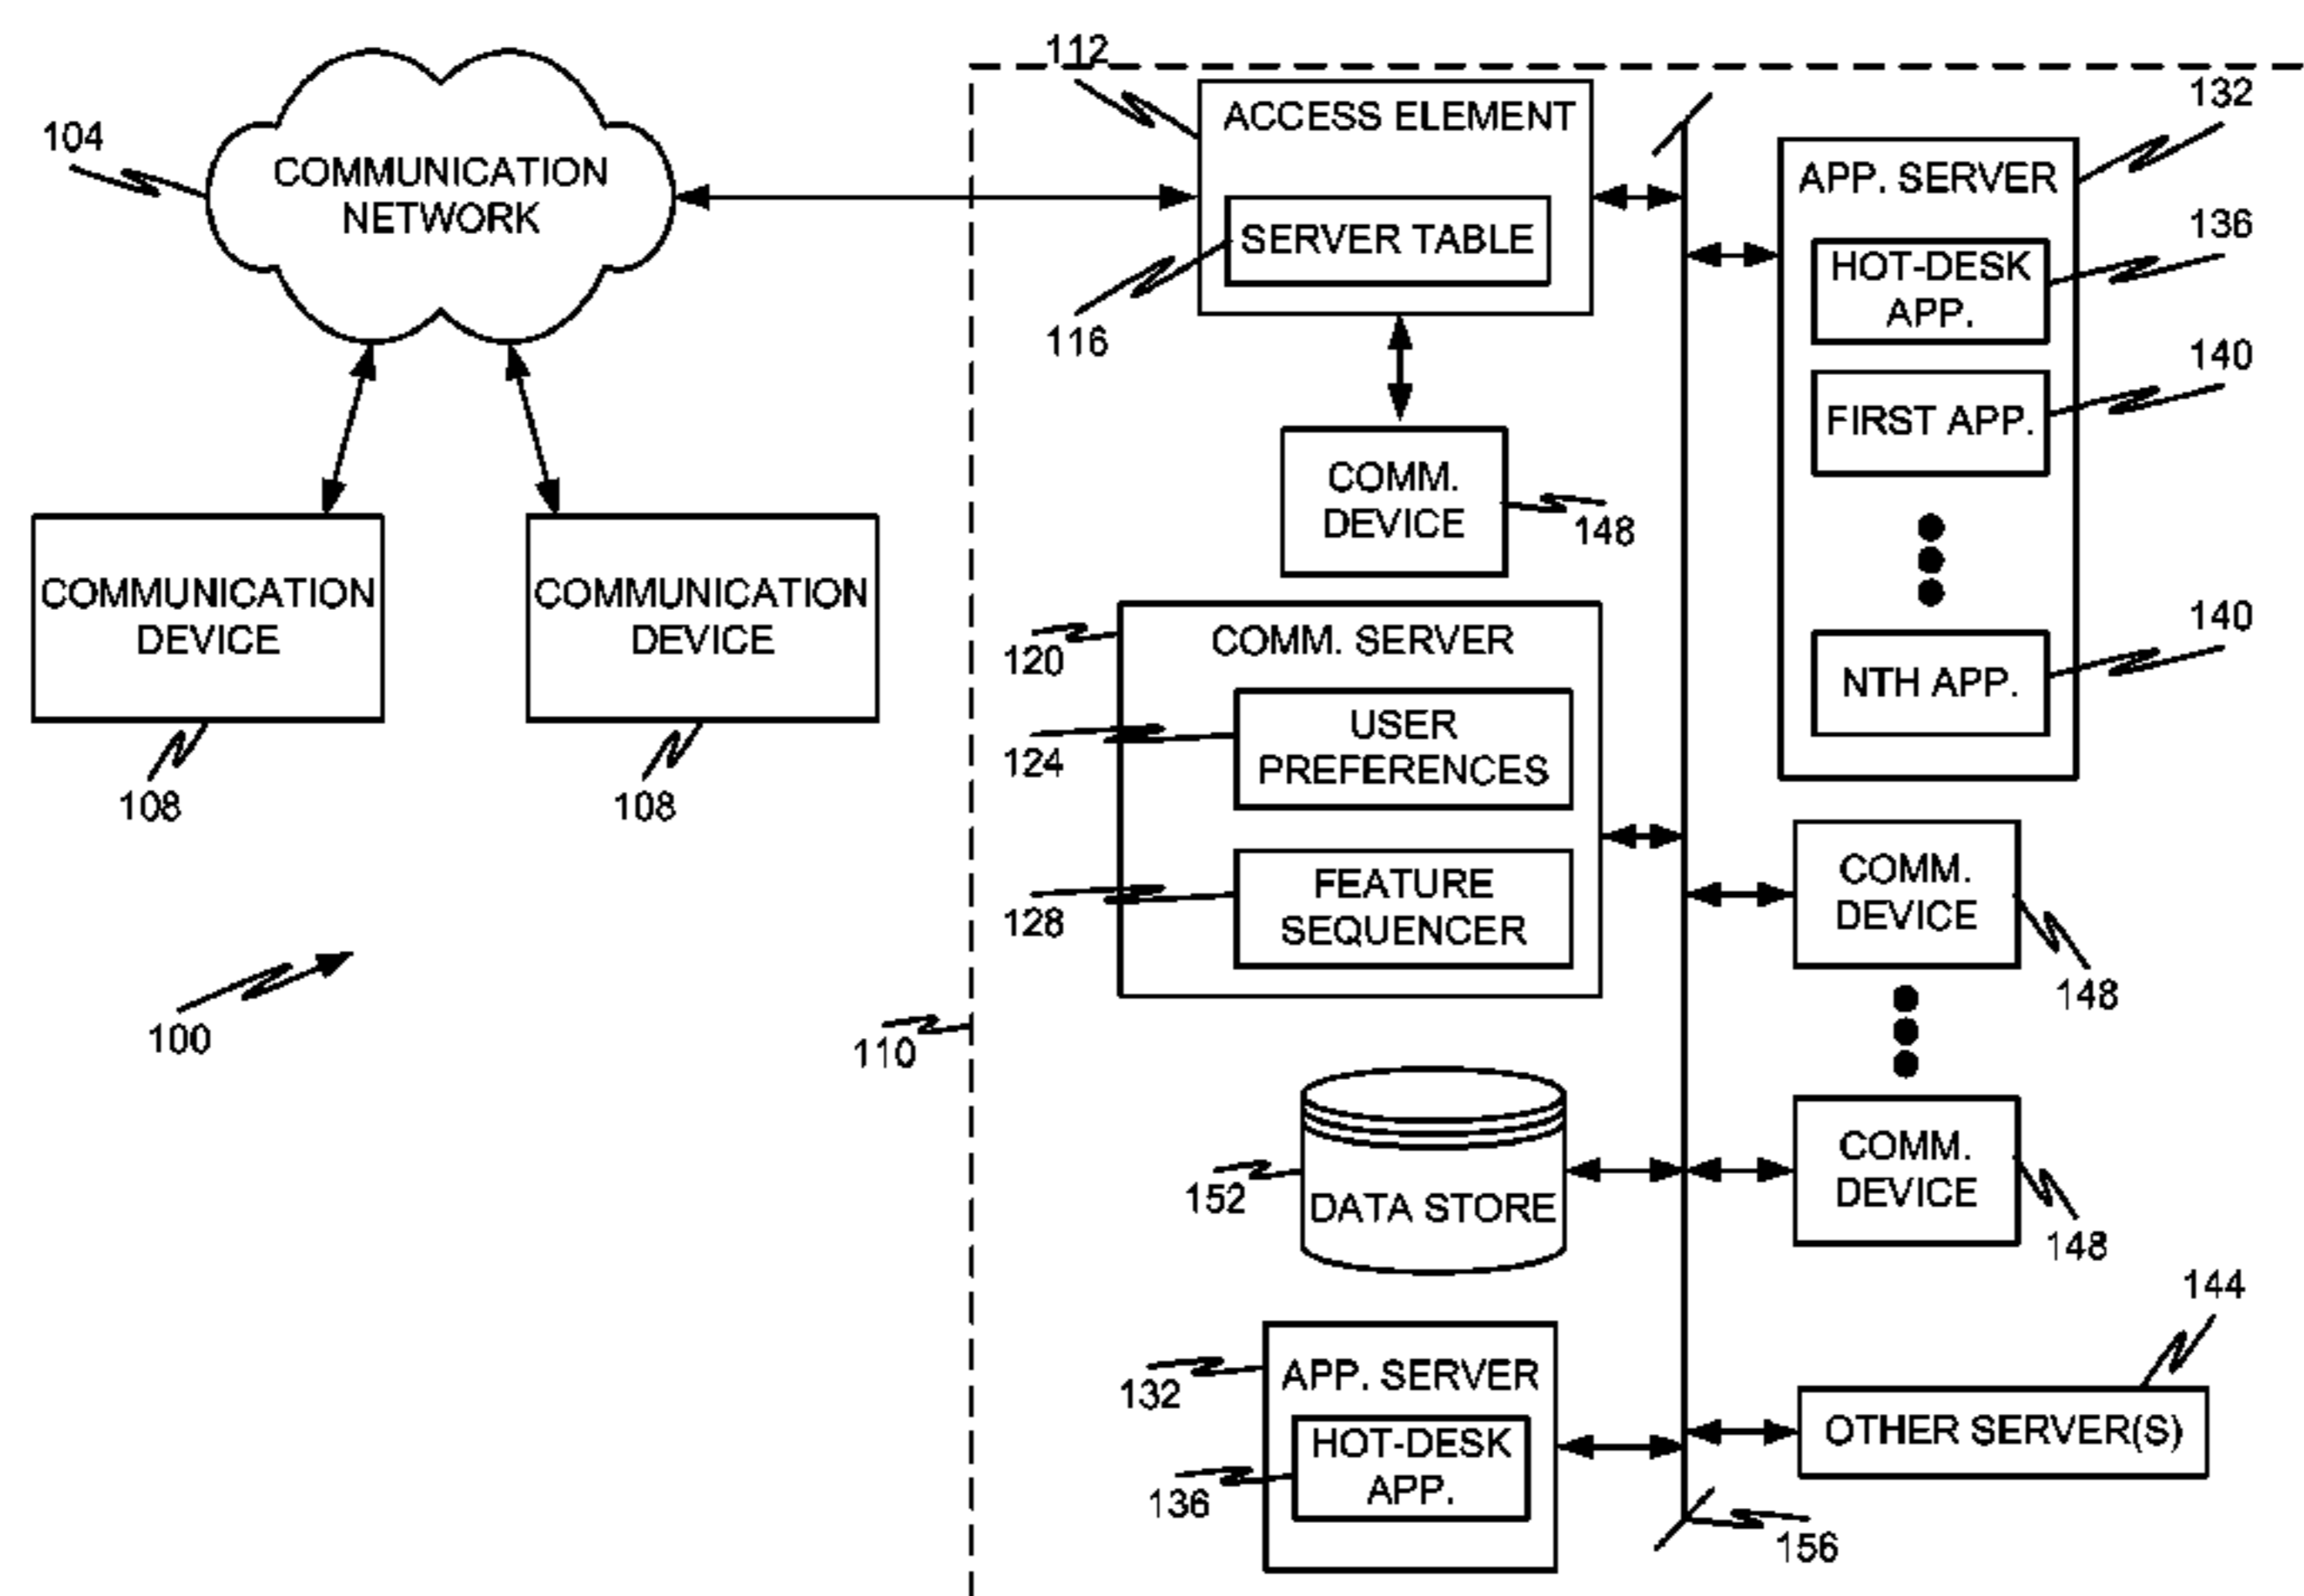 104
COMMUNICATION
NETWORK
COMMUNICATION
DEVICE
108
COMMUNICATION
DEVICE
108
100
110
112
ACCESS ELEMENT
SERVER TABLE
116
COMM.
DEVICE
148
120
COMM. SERVER
124
USER
PREFERENCES
128
FEATURE
SEQUENCER
152
DATA STORE
132
APP. SERVER
136
HOT-DESK
APP.
132
APP. SERVER
136
HOT-DESK
APP.
140
FIRST APP.
140
NTH APP.
COMM.
DEVICE
148
COMM.
DEVICE
148
144
OTHER SERVER(S)
156